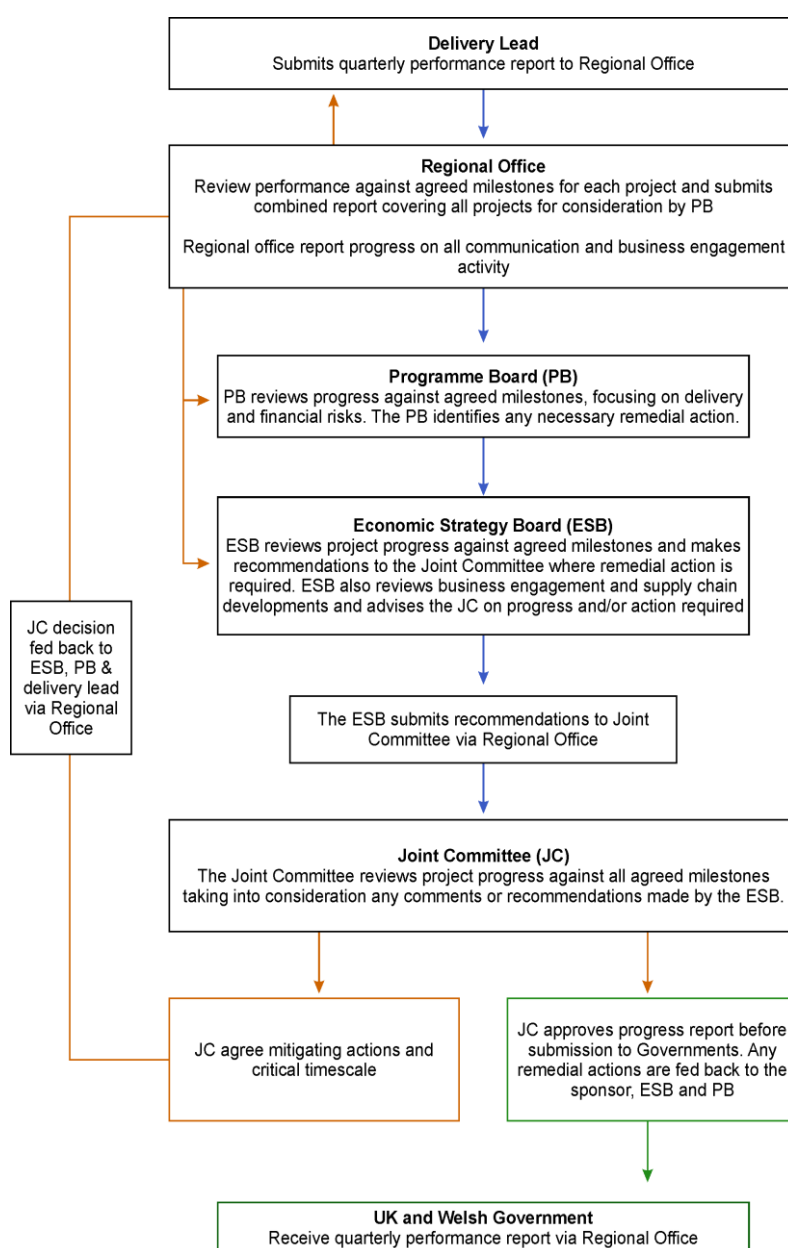 Delivery Lead
Submits quarterly performance report to Regional Office
Regional Office
Review performance against agreed milestones for each project and submits
combined report covering all projects for consideration by PB
Regional office report progress on all communication and business engagement
activity
Programme Board (PB)
PB reviews progress against agreed milestones, focusing on delivery
and financial risks. The PB identifies any necessary remedial action.
Economic Strategy Board (ESB)
ESB reviews project progress against agreed milestones and makes
recommendations to the Joint Committee where remedial action is
is required. ESB also reviews business engagement and supply chain
developments and advises the JC on progress and/or action required
JC decision
fed back to
ESB, PB &
delivery lead
via Regional
Office
The ESB submits recommendations to Joint
Committee via Regional Office
Joint Committee (JC)
The Joint Committee reviews project progress against all agreed milestones
taking into consideration any comments or recommendations made by the ESB.
JC agree mitigating actions and
critical timescale
JC approves progress report before
submission to Governments. Any
remedial actions are fed back to the
sponsor, ESB and PB
UK and Welsh Government
Receive quarterly performance report via Regional Office